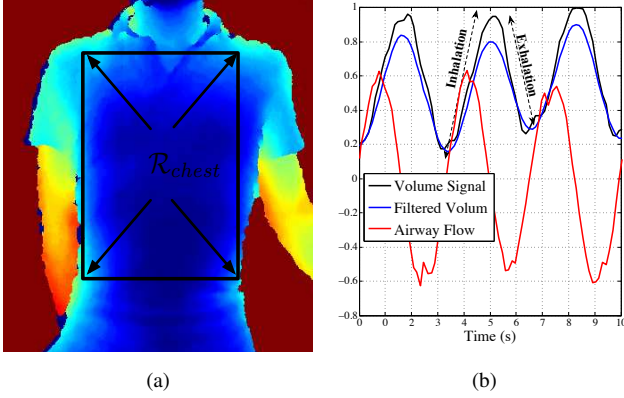 R_chest
(a)
1
0.8
0.6
0.4
0.2
0
−0.2
−0.4
−0.6
−0.8
Inhalation
Exhalation
Volume Signal
Filtered Volum
Airway Flow
0 0 1 2 3 4 5 6 7 8 9 10
Time (s)
(b)